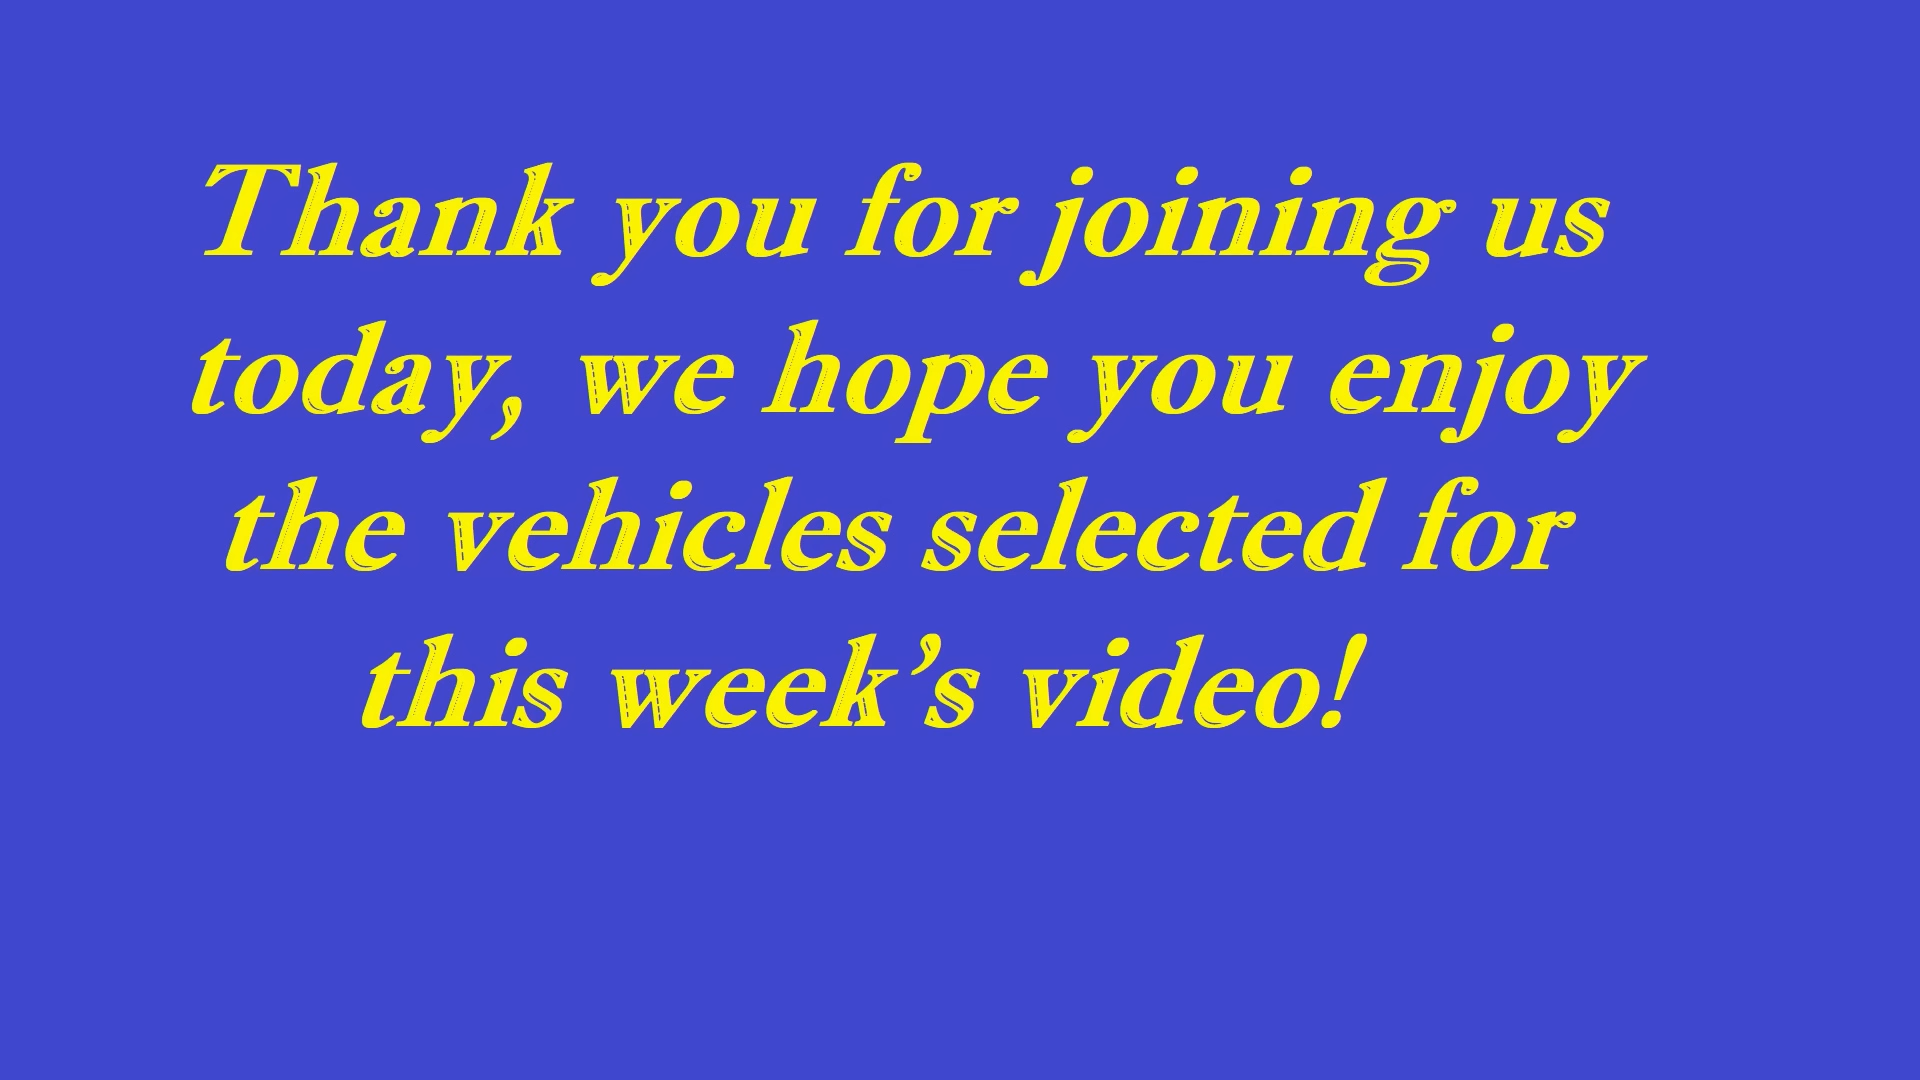 Thank you for joining us
today, we hope you enjoy
the vehicles selected for
this week’s video!